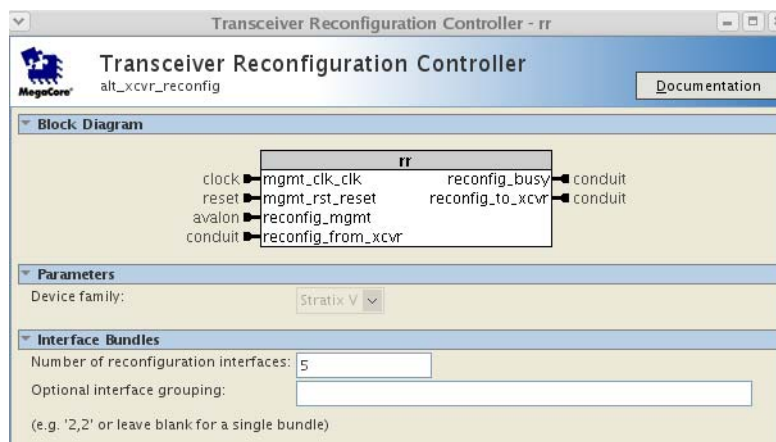 Transceiver Reconfiguration Controller - rr
Transceiver Reconfiguration Controller
alt_xcvr_reconfig
MegaCore®
Documentation
Block Diagram
rr
clock mgmt_clk_clk reconfig_busy conduit
reset mgmt_rst_reset reconfig_to_xcvr conduit
avalon reconfig_mgmt
conduit reconfig_from_xcvr
Parameters
Device family: Stratix V
Interface Bundles
Number of reconfiguration interfaces: 5
Optional interface grouping:
(e.g. '2,2' or leave blank for a single bundle)